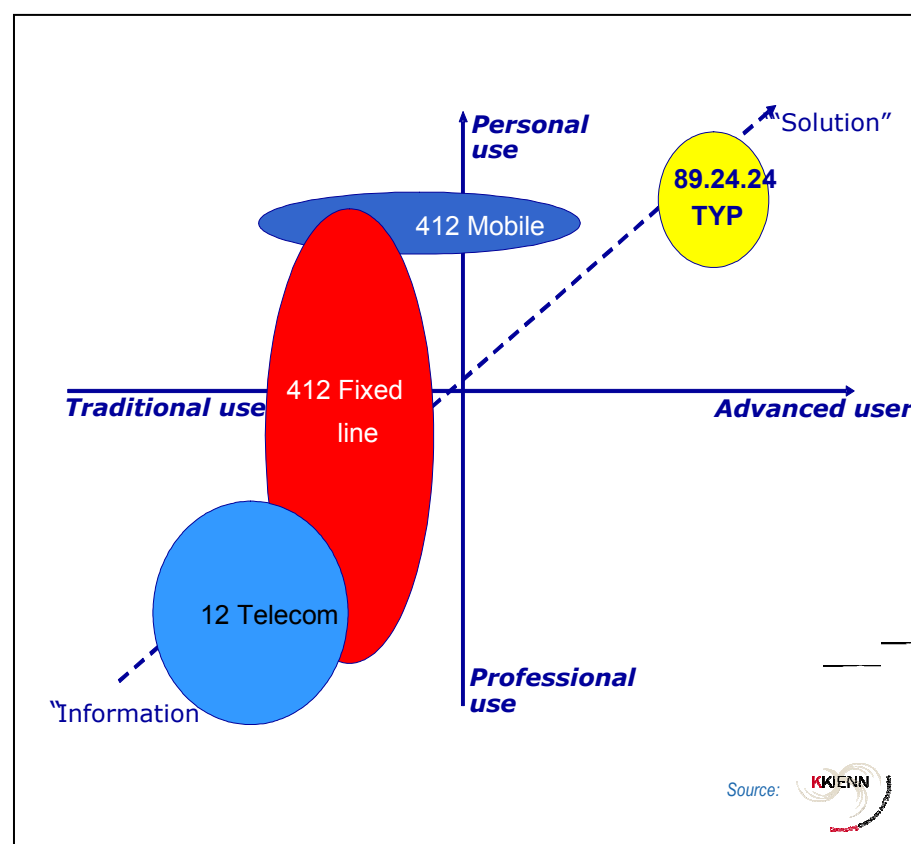 "Solution"
Personal
use
89.24.24
TYP
412 Mobile
412 Fixed
line
Traditional use
Advanced user
12 Telecom
Professional
use
"Information
Source:
KKIENN